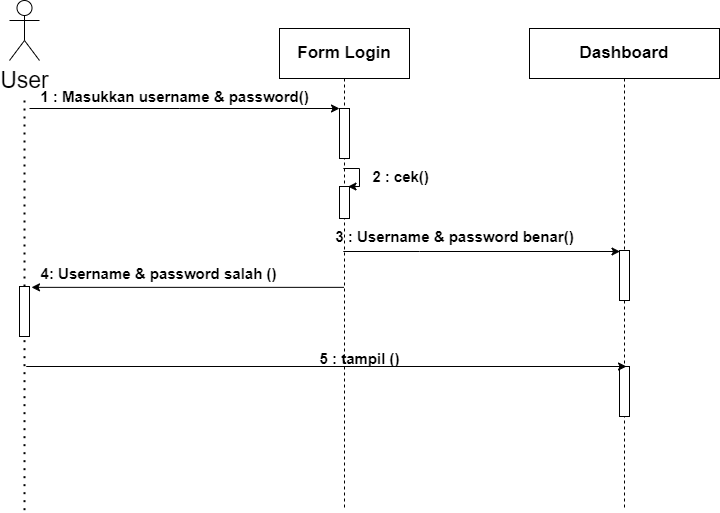 User
Form Login
Dashboard
1 : Masukkan username & password()
2 : cek()
3 : Username & password benar()
4: Username & password salah ()
5 : tampil ()